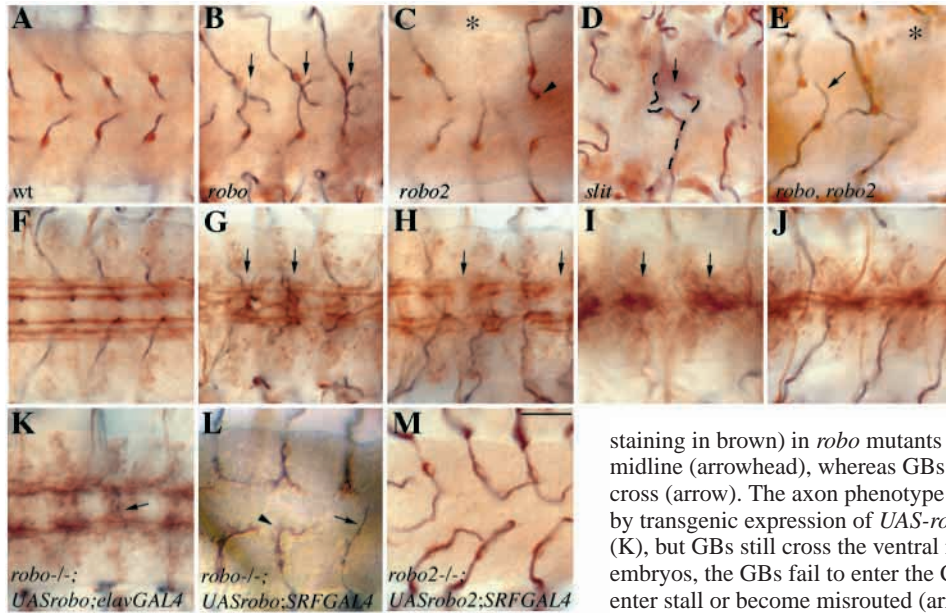 A B C * D E *
wt robo robo2 slit robo, robo2
F G H I J
K L M
robo-/-;
UASrobo;elavGAL4
robo-/-;
UASrobo;SRFGAL4
robo2-/-;
UASrobo2;SRFGAL4
staining in brown) in robo mutants
midline (arrowhead), whereas GBs
cross (arrow). The axon phenotype
by transgenic expression of UAS-ro
(K), but GBs still cross the ventral
embryos, the GBs fail to enter the
enter stall or become misrouted (ar